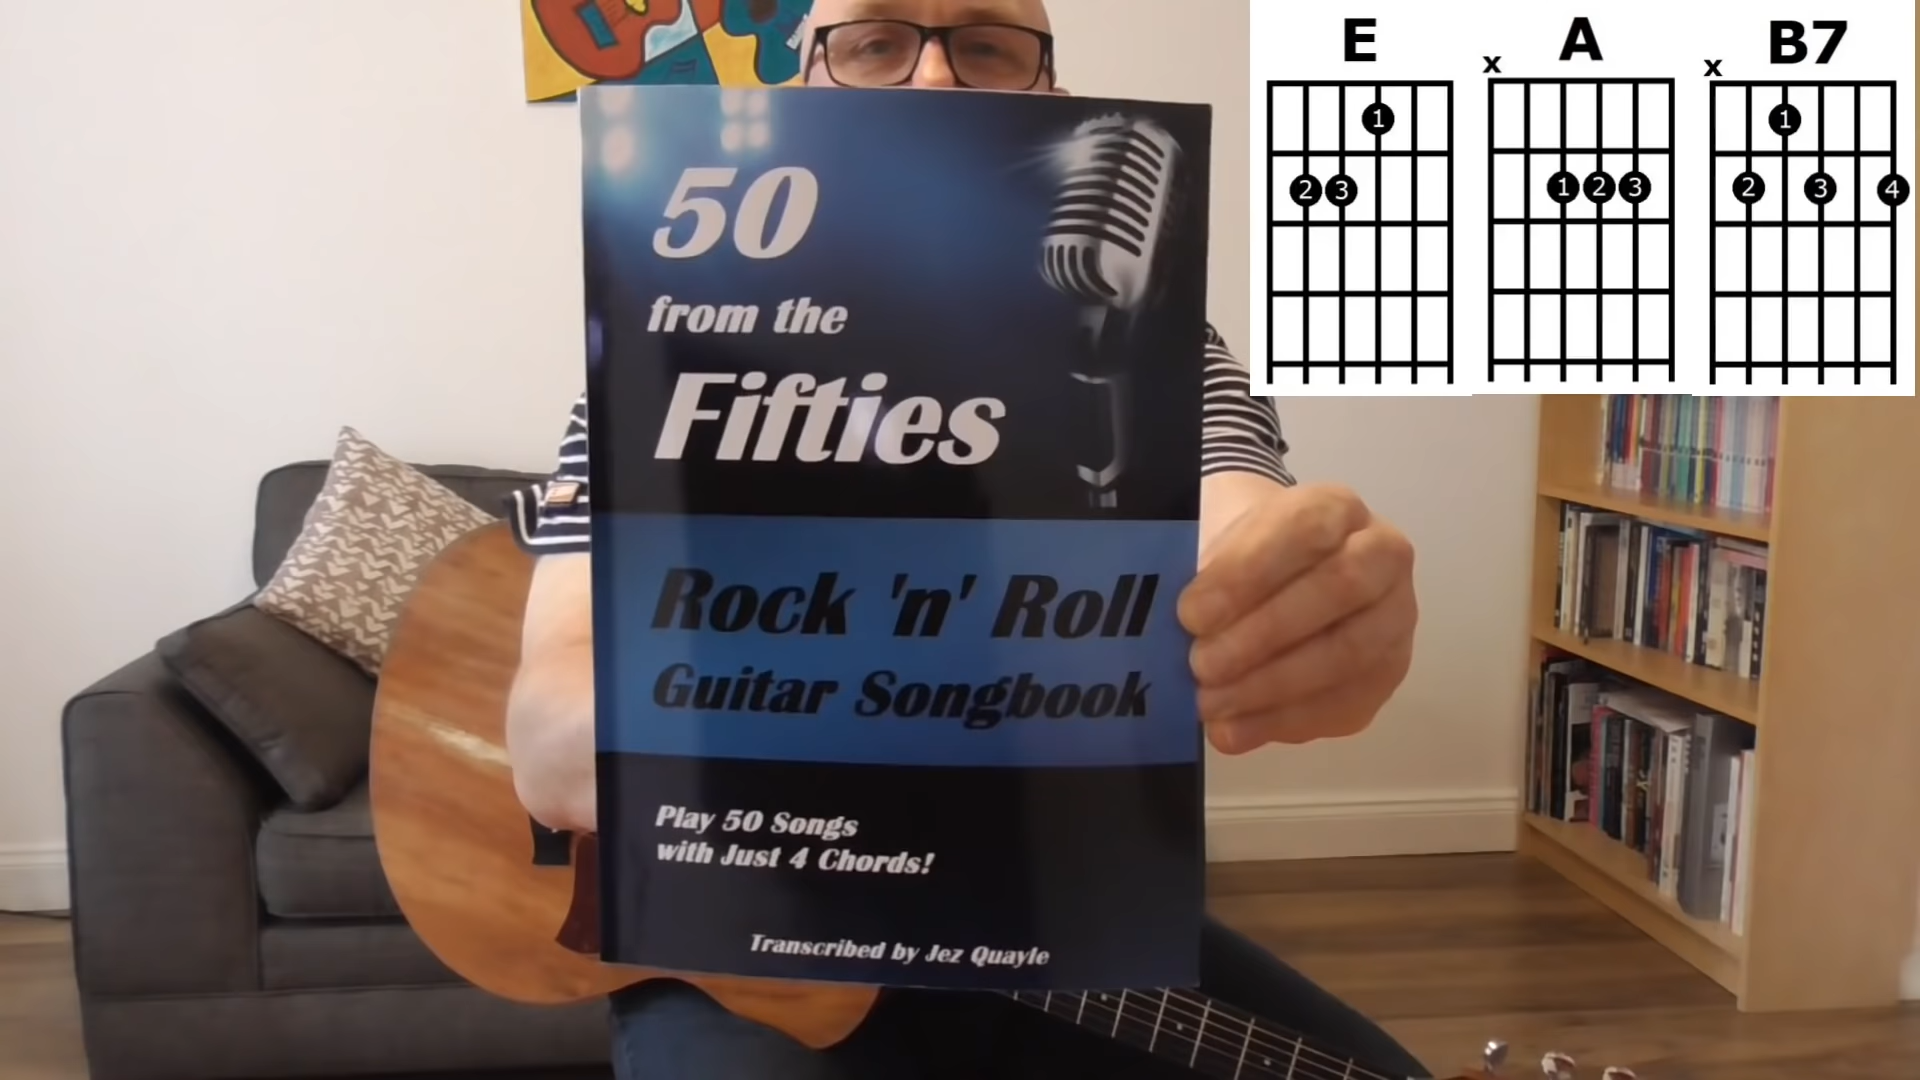 50
from the
Fifties
Rock 'n' Roll
Guitar Songbook
Play 50 Songs
with Just 4 Chords!
Transcribed by Jez Quayle
E
1
2 3
x A
1 2 3
x B7
1
2 3 4